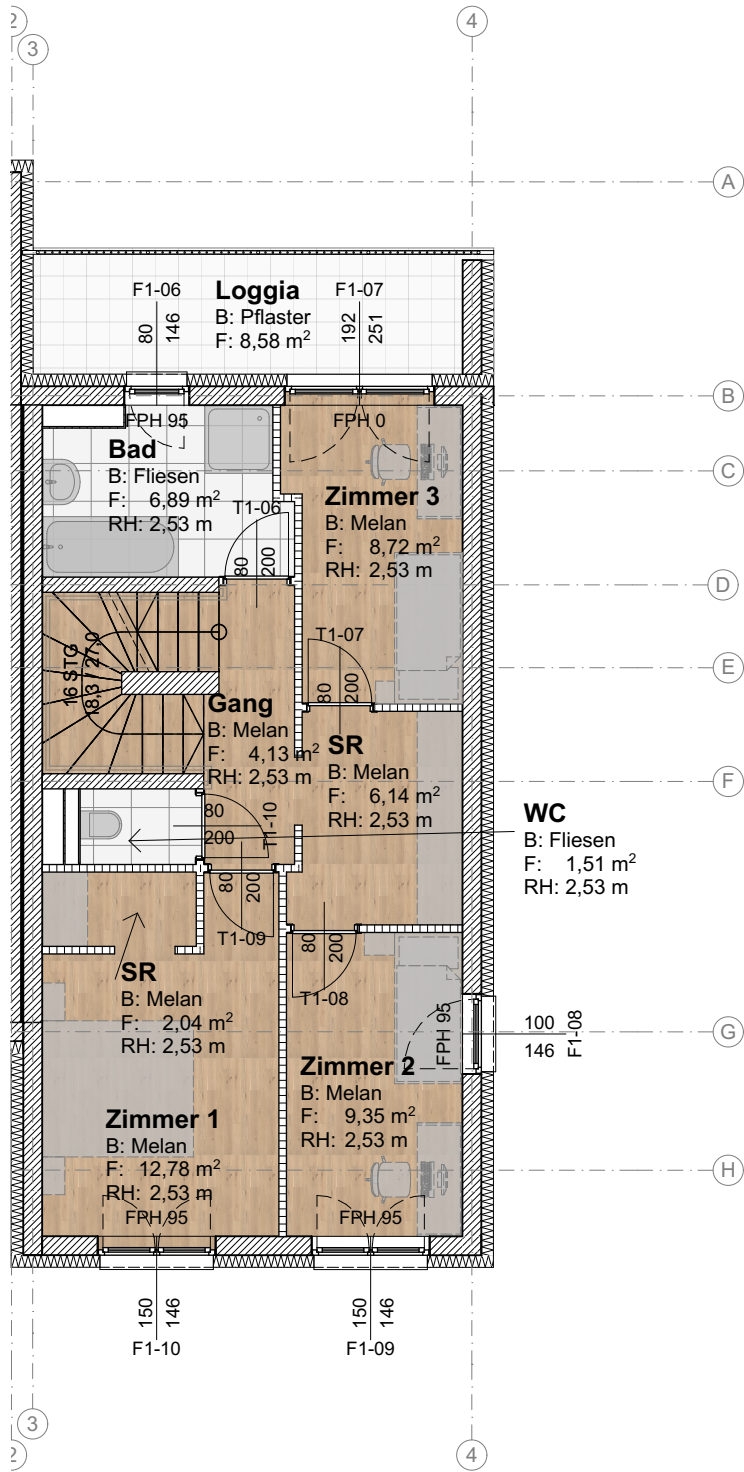 2
3
4
A
F1-06
Loggia
B: Pflaster
F: 8,58 m²
F1-07
80
146
192
251
B
FPH 95
FPH 0
Bad
B: Fliesen
F: 6,89 m²
RH: 2,53 m
C
Zimmer 3
B: Melan
F: 8,72 m²
RH: 2,53 m
T1-06
80
200
D
T1-07
80
200
E
16 STG
18,3 / 27,0
Gang
B: Melan
F: 4,13 m²
RH: 2,53 m
SR
B: Melan
F: 6,14 m²
RH: 2,53 m
F
80
200
T1-10
WC
B: Fliesen
F: 1,51 m²
RH: 2,53 m
80
200
T1-09
80
200
T1-08
SR
B: Melan
F: 2,04 m²
RH: 2,53 m
FPH 95
100
146
F1-08
G
Zimmer 2
B: Melan
F: 9,35 m²
RH: 2,53 m
Zimmer 1
B: Melan
F: 12,78 m²
RH: 2,53 m
H
FPH 95
FPH 95
150
146
F1-10
150
146
F1-09
3
2
4